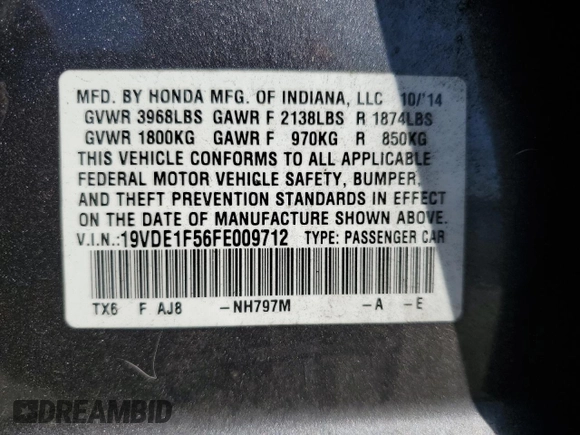 MFD. BY HONDA MFG. OF INDIANA, LLC 10/'14
GVWR 3968LBS GAWR F 2138LBS R 1874LBS
GVWR 1800KG GAWR F 970KG R 850KG
THIS VEHICLE CONFORMS TO ALL APPLICABLE
FEDERAL MOTOR VEHICLE SAFETY, BUMPER,
AND THEFT PREVENTION STANDARDS IN EFFECT
ON THE DATE OF MANUFACTURE SHOWN ABOVE.
V.I.N.:19VDE1F56FE009712 TYPE: PASSENGER CAR
TX6 F AJ8 –NH797M –A –E
DREAMBID